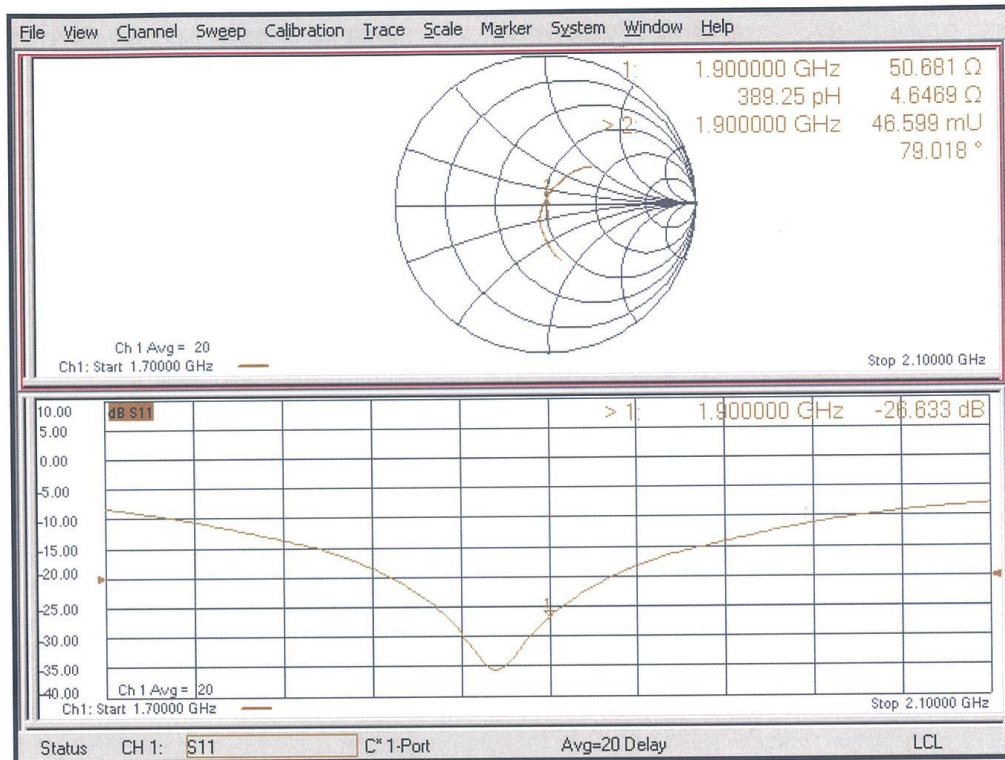 File View Channel Sweep Calibration Trace Scale Marker System Window Help
1: 1.900000 GHz 50.681 Ω
389.25 pH 4.6469 Ω
> 2: 1.900000 GHz 46.599 mU
79.018 °
1
Ch 1 Avg = 20
Ch1: Start 1.70000 GHz
Stop 2.10000 GHz
10.00 dB S11 > 1: 1.900000 GHz -26.633 dB
5.00
0.00
-5.00
-10.00
-15.00
-20.00
-25.00
1
-30.00
-35.00
-40.00
Ch 1 Avg = 20
Ch1: Start 1.70000 GHz
Stop 2.10000 GHz
Status CH 1: S11 C* 1-Port Avg=20 Delay LCL